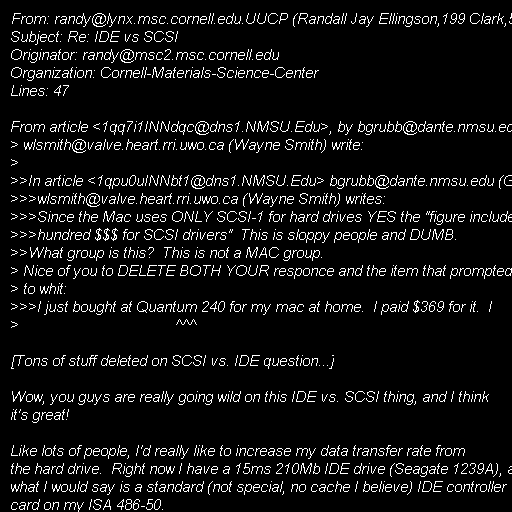 From: randy@lynx.msc.cornell.edu.UUCP (Randall Jay Ellingson,199 Clark,
Subject: Re: IDE vs SCSI
Originator: randy@msc2.msc.cornell.edu
Organization: Cornell-Materials-Science-Center
Lines: 47

From article <1qq7i1INNdqc@dns1.NMSU.Edu>, by bgrubb@dante.nmsu.ed
> wlsmith@valve.heart.rri.uwo.ca (Wayne Smith) write:
>
>>In article <1qpu0uINNbt1@dns1.NMSU.Edu> bgrubb@dante.nmsu.edu (G
>>>wlsmith@valve.heart.rri.uwo.ca (Wayne Smith) writes:
>>>Since the Mac uses ONLY SCSI-1 for hard drives YES the "figure include
>>>hundred $$$ for SCSI drivers"  This is sloppy people and DUMB.
>>What group is this?  This is not a MAC group.
> Nice of you to DELETE BOTH YOUR responce and the item that prompted
> to whit:
>>>I just bought at Quantum 240 for my mac at home.  I paid $369 for it.  I
>                                      ^^^

[Tons of stuff deleted on SCSI vs. IDE question...]

Wow, you guys are really going wild on this IDE vs. SCSI thing, and I think
it's great!

Like lots of people, I'd really like to increase my data transfer rate from
the hard drive.  Right now I have a 15ms 210Mb IDE drive (Seagate 1239A), a
what I would say is a standard (not special, no cache I believe) IDE controller
card on my ISA 486-50.